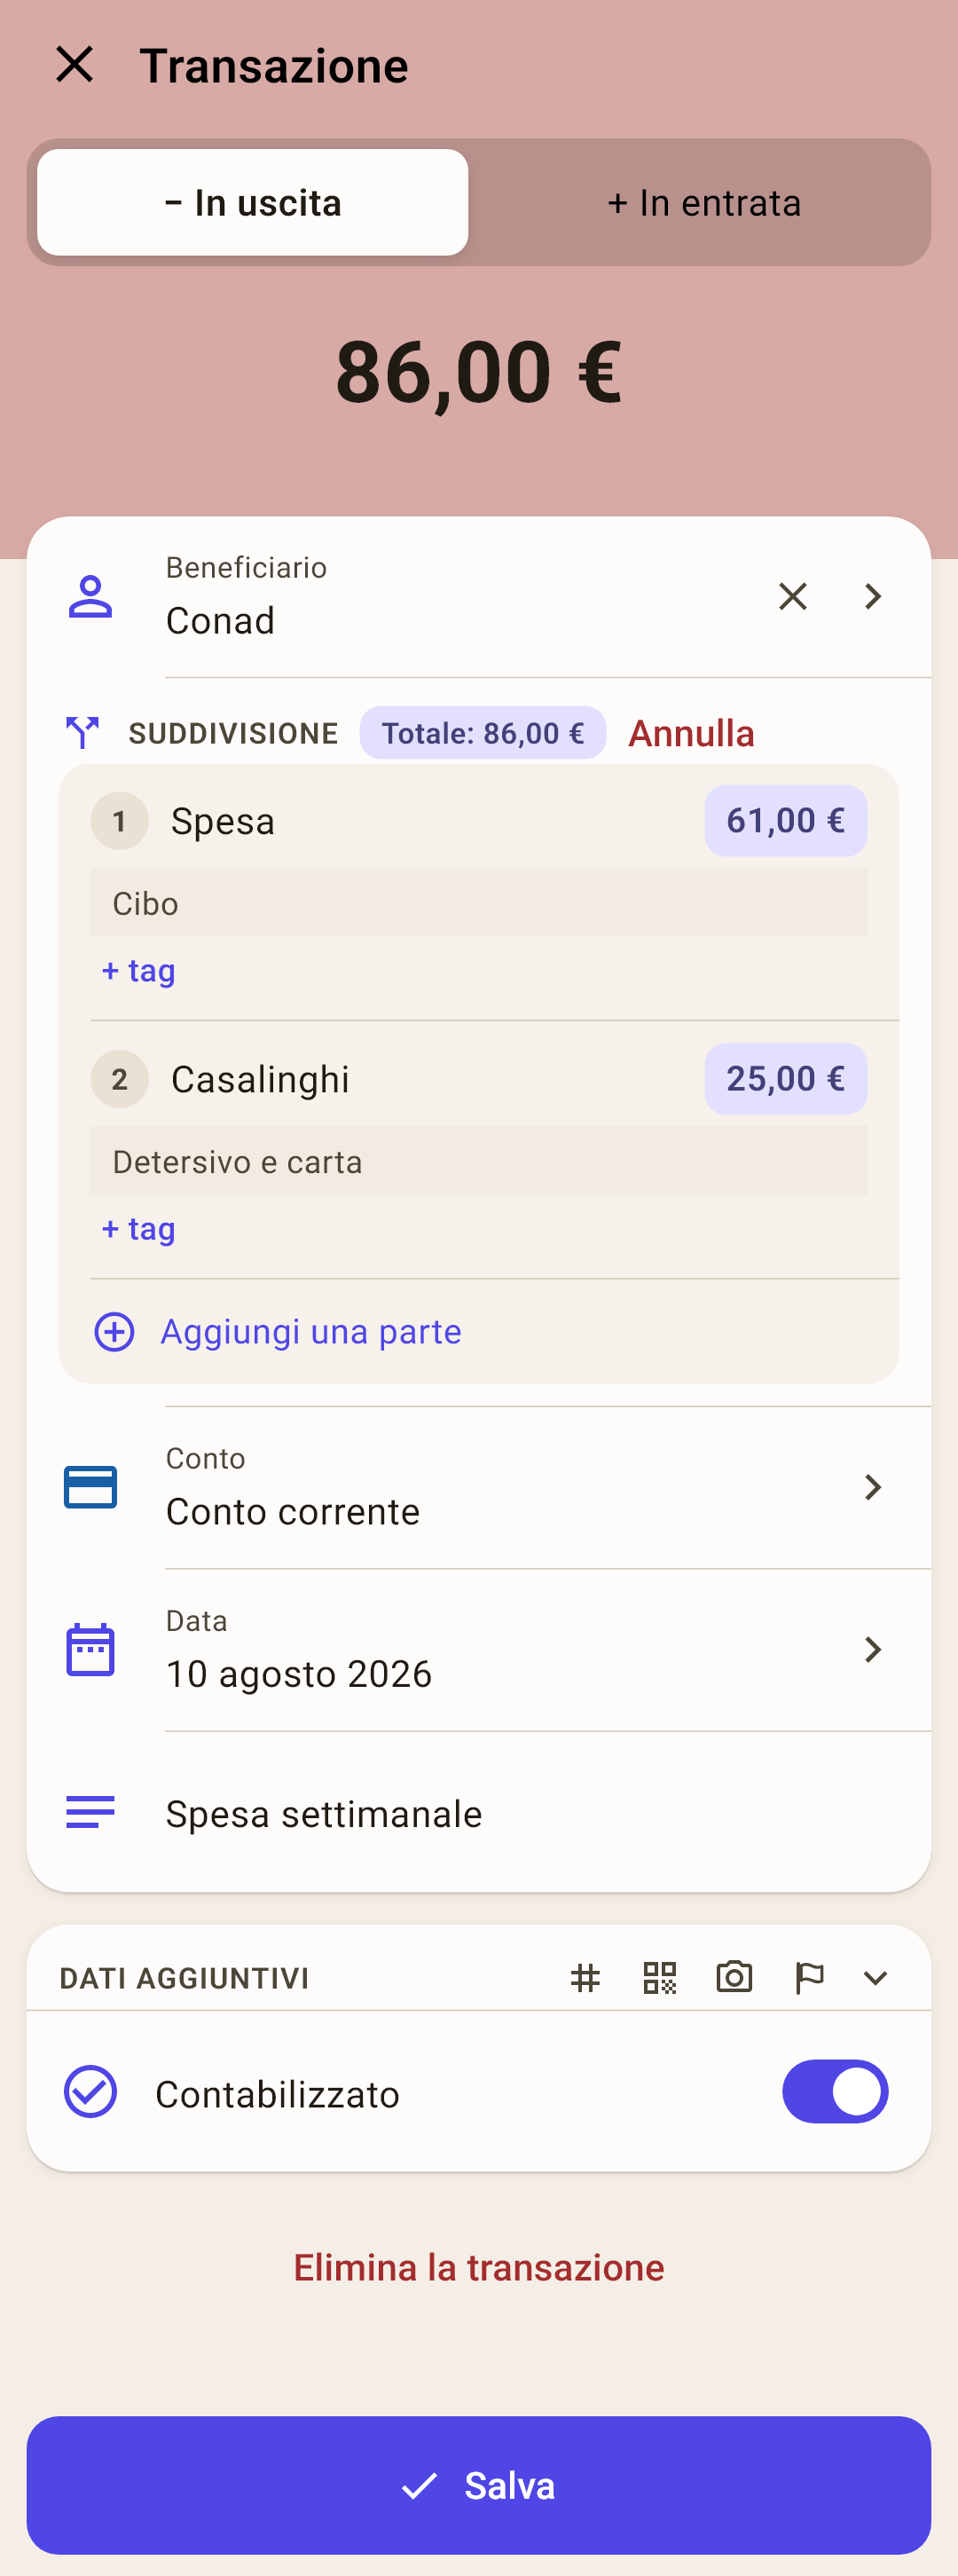 Transazione
− In uscita
+ In entrata
86,00 €
Beneficiario
Conad
SUDDIVISIONE Totale: 86,00 € Annulla
1 Spesa 61,00 €
Cibo
+ tag
2 Casalinghi 25,00 €
Detersivo e carta
+ tag
Aggiungi una parte
Conto
Conto corrente
Data
10 agosto 2026
Spesa settimanale
DATI AGGIUNTIVI
Contabilizzato
Elimina la transazione
Salva